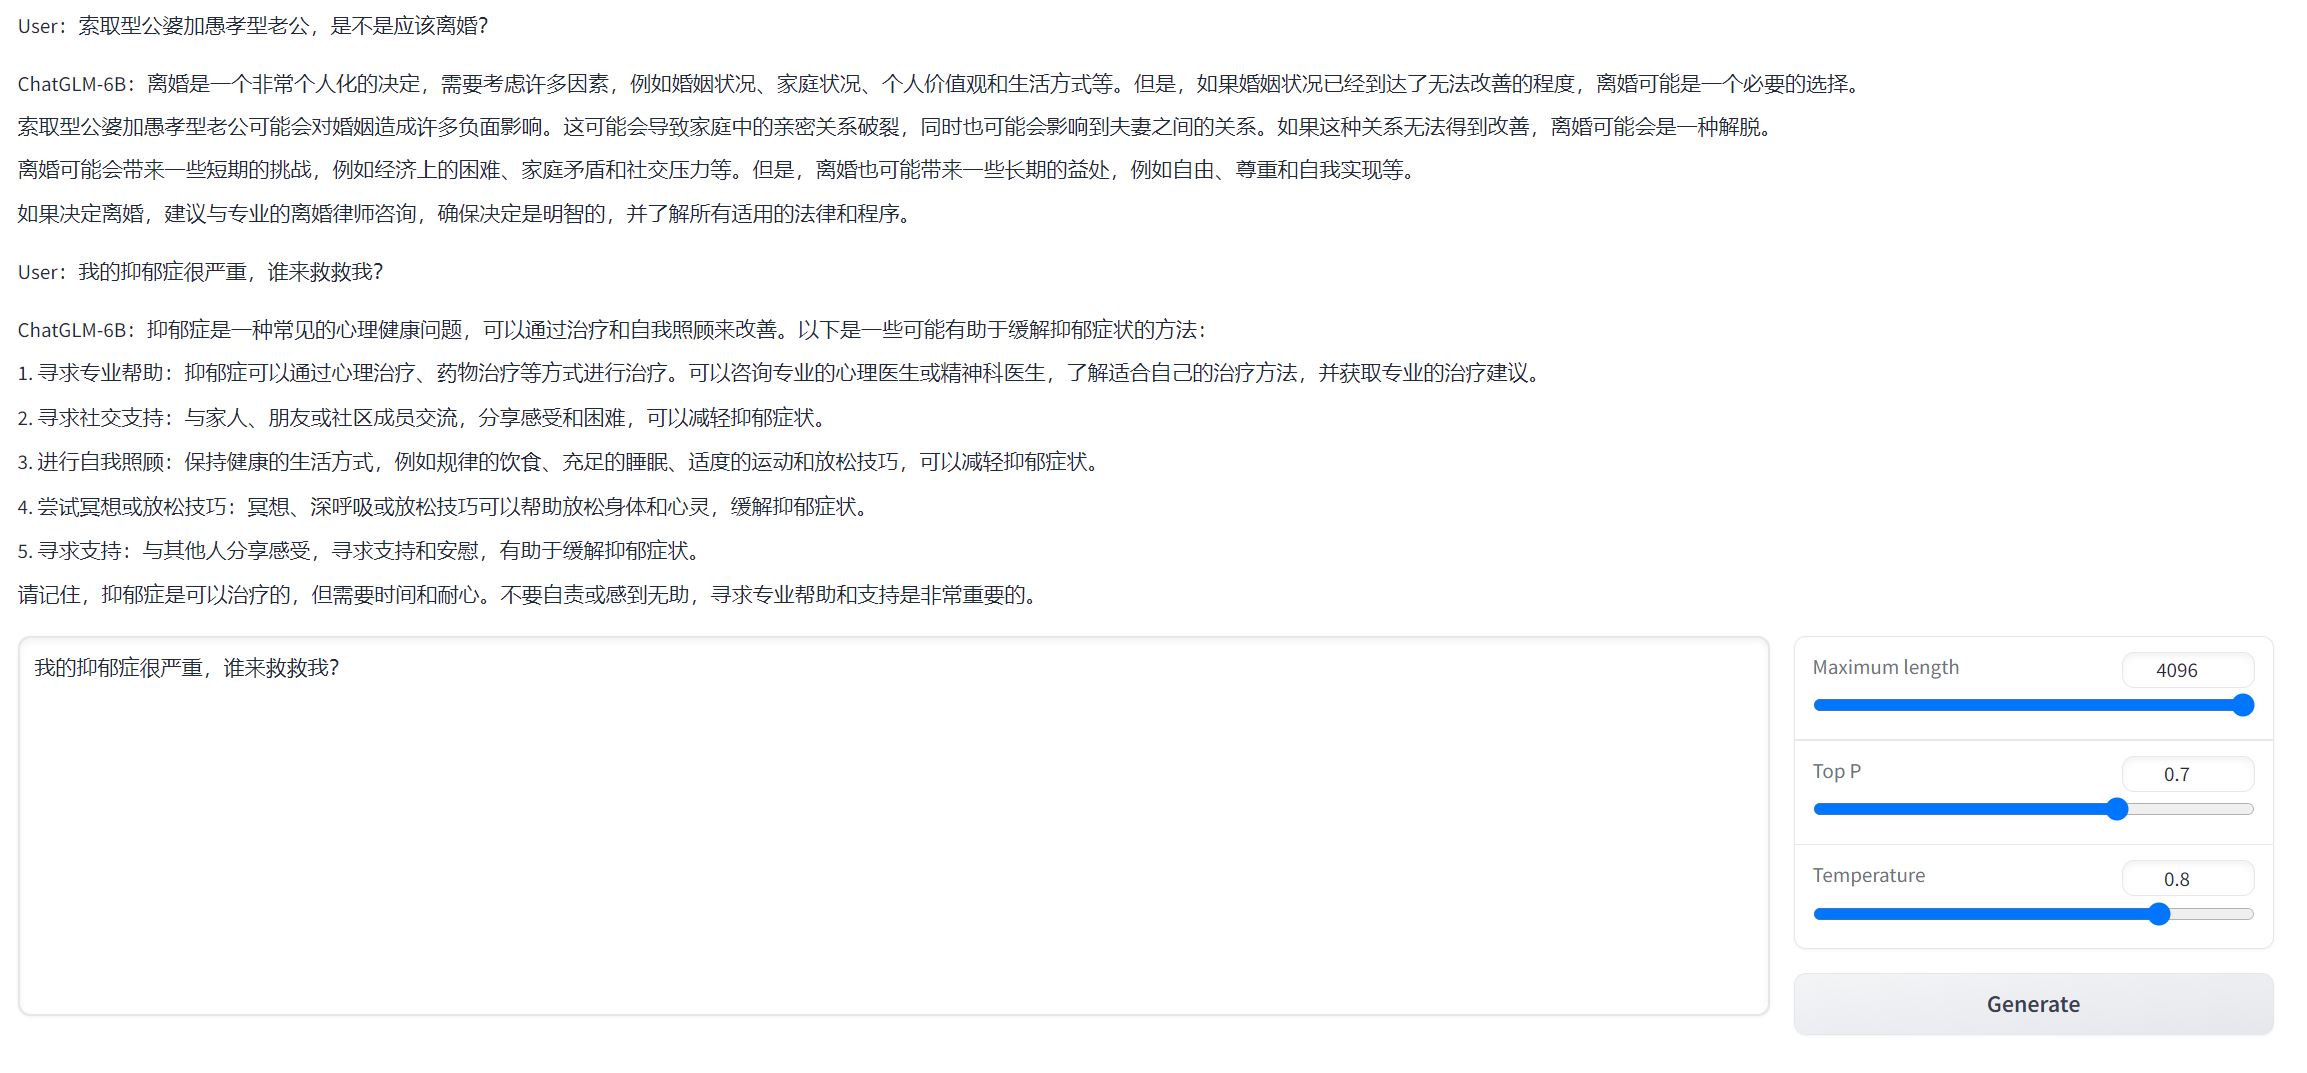 User：索取型公婆加愚孝型老公，是不是应该离婚？
ChatGLM-6B：离婚是一个非常个人化的决定，需要考虑许多因素，例如婚姻状况、家庭状况、个人价值观和生活方式等。但是，如果婚姻状况已经到达了无法改善的程度，离婚可能是一个必要的选择。
索取型公婆加愚孝型老公可能会对婚姻造成许多负面影响。这可能会导致家庭中的亲密关系破裂，同时也可能会影响到夫妻之间的关系。如果这种关系无法得到改善，离婚可能会是一种解脱。
离婚可能会带来一些短期的挑战，例如经济上的困难、家庭矛盾和社交压力等。但是，离婚也可能带来一些长期的益处，例如自由、尊重和自我实现等。
如果决定离婚，建议与专业的离婚律师咨询，确保决定是明智的，并了解所有适用的法律和程序。
User：我的抑郁症很严重，谁来救救我？
ChatGLM-6B：抑郁症是一种常见的心理健康问题，可以通过治疗和自我照顾来改善。以下是一些可能有助于缓解抑郁症状的方法：
1. 寻求专业帮助：抑郁症可以通过心理治疗、药物治疗等方式进行治疗。可以咨询专业的心理医生或精神科医生，了解适合自己的治疗方法，并获取专业的治疗建议。
2. 寻求社交支持：与家人、朋友或社区成员交流，分享感受和困难，可以减轻抑郁症状。
3. 进行自我照顾：保持健康的生活方式，例如规律的饮食、充足的睡眠、适度的运动和放松技巧，可以减轻抑郁症状。
4. 尝试冥想或放松技巧：冥想、深呼吸或放松技巧可以帮助放松身体和心灵，缓解抑郁症状。
5. 寻求支持：与其他人分享感受，寻求支持和安慰，有助于缓解抑郁症状。
请记住，抑郁症是可以治疗的，但需要时间和耐心。不要自责或感到无助，寻求专业帮助和支持是非常重要的。
我的抑郁症很严重，谁来救救我？
Maximum length
4096
Top P
0.7
Temperature
0.8
Generate